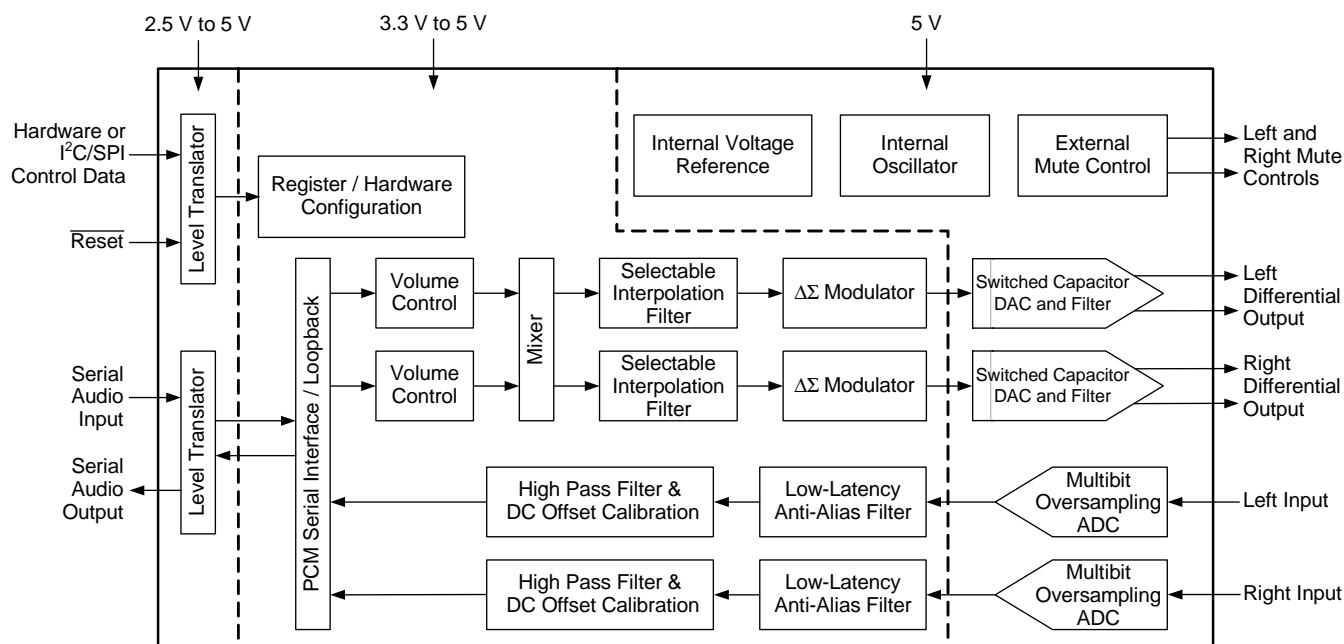 2.5 V to 5 V
3.3 V to 5 V
5 V
Hardware or
I²C/SPI
Control Data
Reset
Level Translator
Register / Hardware
Configuration
Internal Voltage
Reference
Internal
Oscillator
External
Mute Control
Left and
Right Mute
Controls
Serial
Audio
Input
Serial
Audio
Output
Level Translator
PCM Serial Interface / Loopback
Volume
Control
Mixer
Selectable
Interpolation
Filter
ΔΣ Modulator
Switched Capacitor
DAC and Filter
Left
Differential
Output
Volume
Control
Selectable
Interpolation
Filter
ΔΣ Modulator
Switched Capacitor
DAC and Filter
Right
Differential
Output
High Pass Filter &
DC Offset Calibration
Low-Latency
Anti-Alias Filter
Multibit
Oversampling
ADC
Left Input
High Pass Filter &
DC Offset Calibration
Low-Latency
Anti-Alias Filter
Multibit
Oversampling
ADC
Right Input